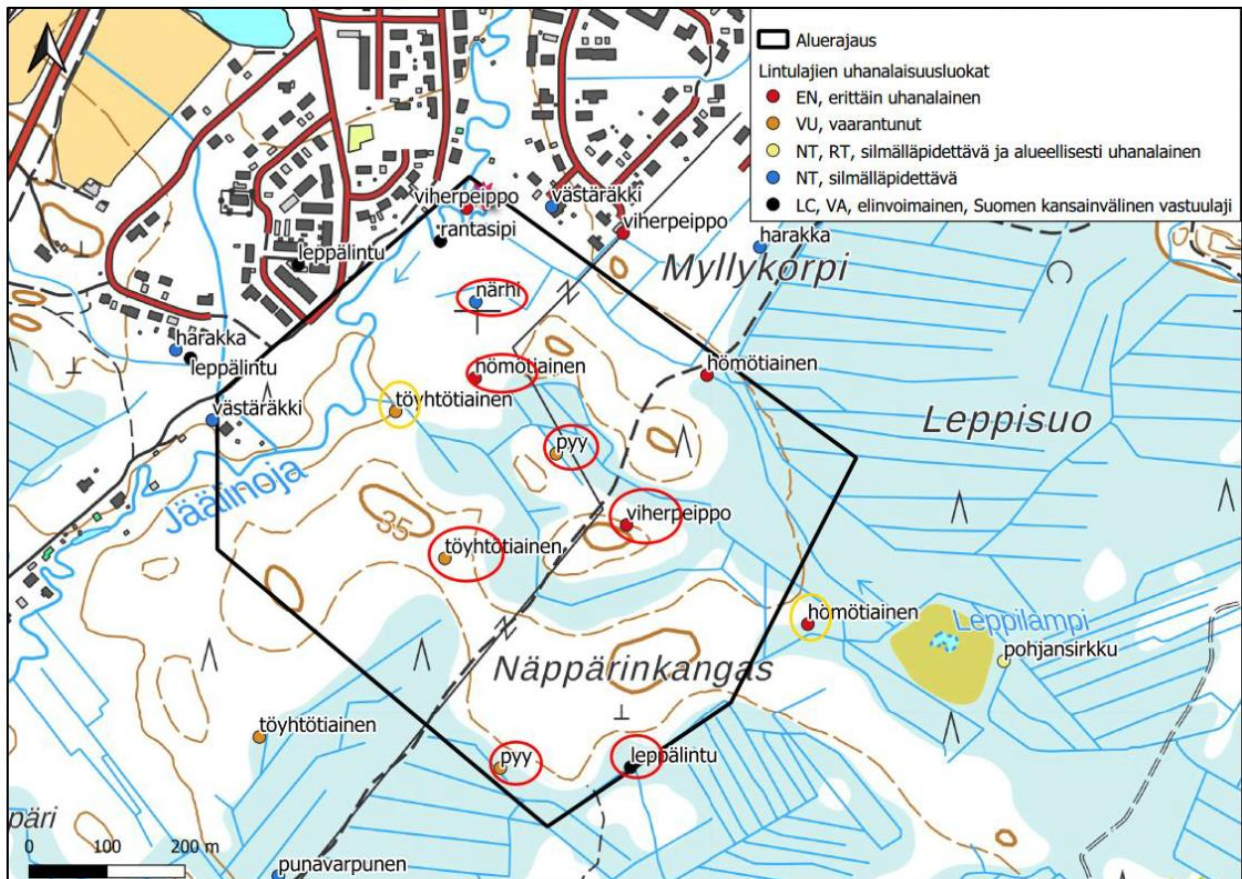 Aluerajaus
Lintulajien uhanalaisuusluokat
EN, erittäin uhanalainen
VU, vaarantunut
NT, RT, silmälläpidettävä ja alueellisesti uhanalainen
NT, silmälläpidettävä
LC, VA, elinvoimainen, Suomen kansainvälinen vastuulaji
viherpeippo
västäräkki
rantasipi
viherpeippo
harakka
leppälintu
Myllykorpi
närhi
harakka
leppälintu
hömötiainen
hömötiainen
töyhtötiainen
västäräkki
Leppisuo
pyy
Jäälinoja
35
viherpeippo
töyhtötiainen
hömötiainen
Leppilampi
pohjansirkku
Näppärinkangas
töyhtötiainen
pyy
leppälintu
päri
0 100 200 m
punavarpunen